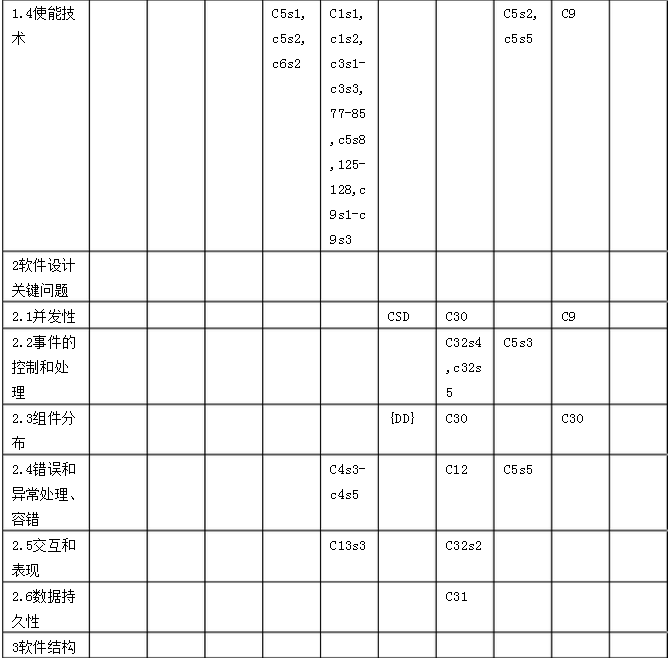 1.4使能技
术
C5s1,
c5s2,
c6s2
C1s1,
c1s2,
c3s1-
c3s3,
77-85
,c5s8
,125-
128,c
9s1-c
9s3
C5s2,
c5s5
C9
2软件设计
关键问题
2.1并发性
CSD
C30
C9
2.2事件的
控制和处
理
C32s4
,c32s
5
C5s3
2.3组件分
布
{DD}
C30
C30
2.4错误和
异常处理、
容错
C4s3-
c4s5
C12
C5s5
2.5交互和
表现
C13s3
C32s2
2.6数据持
久性
C31
3软件结构